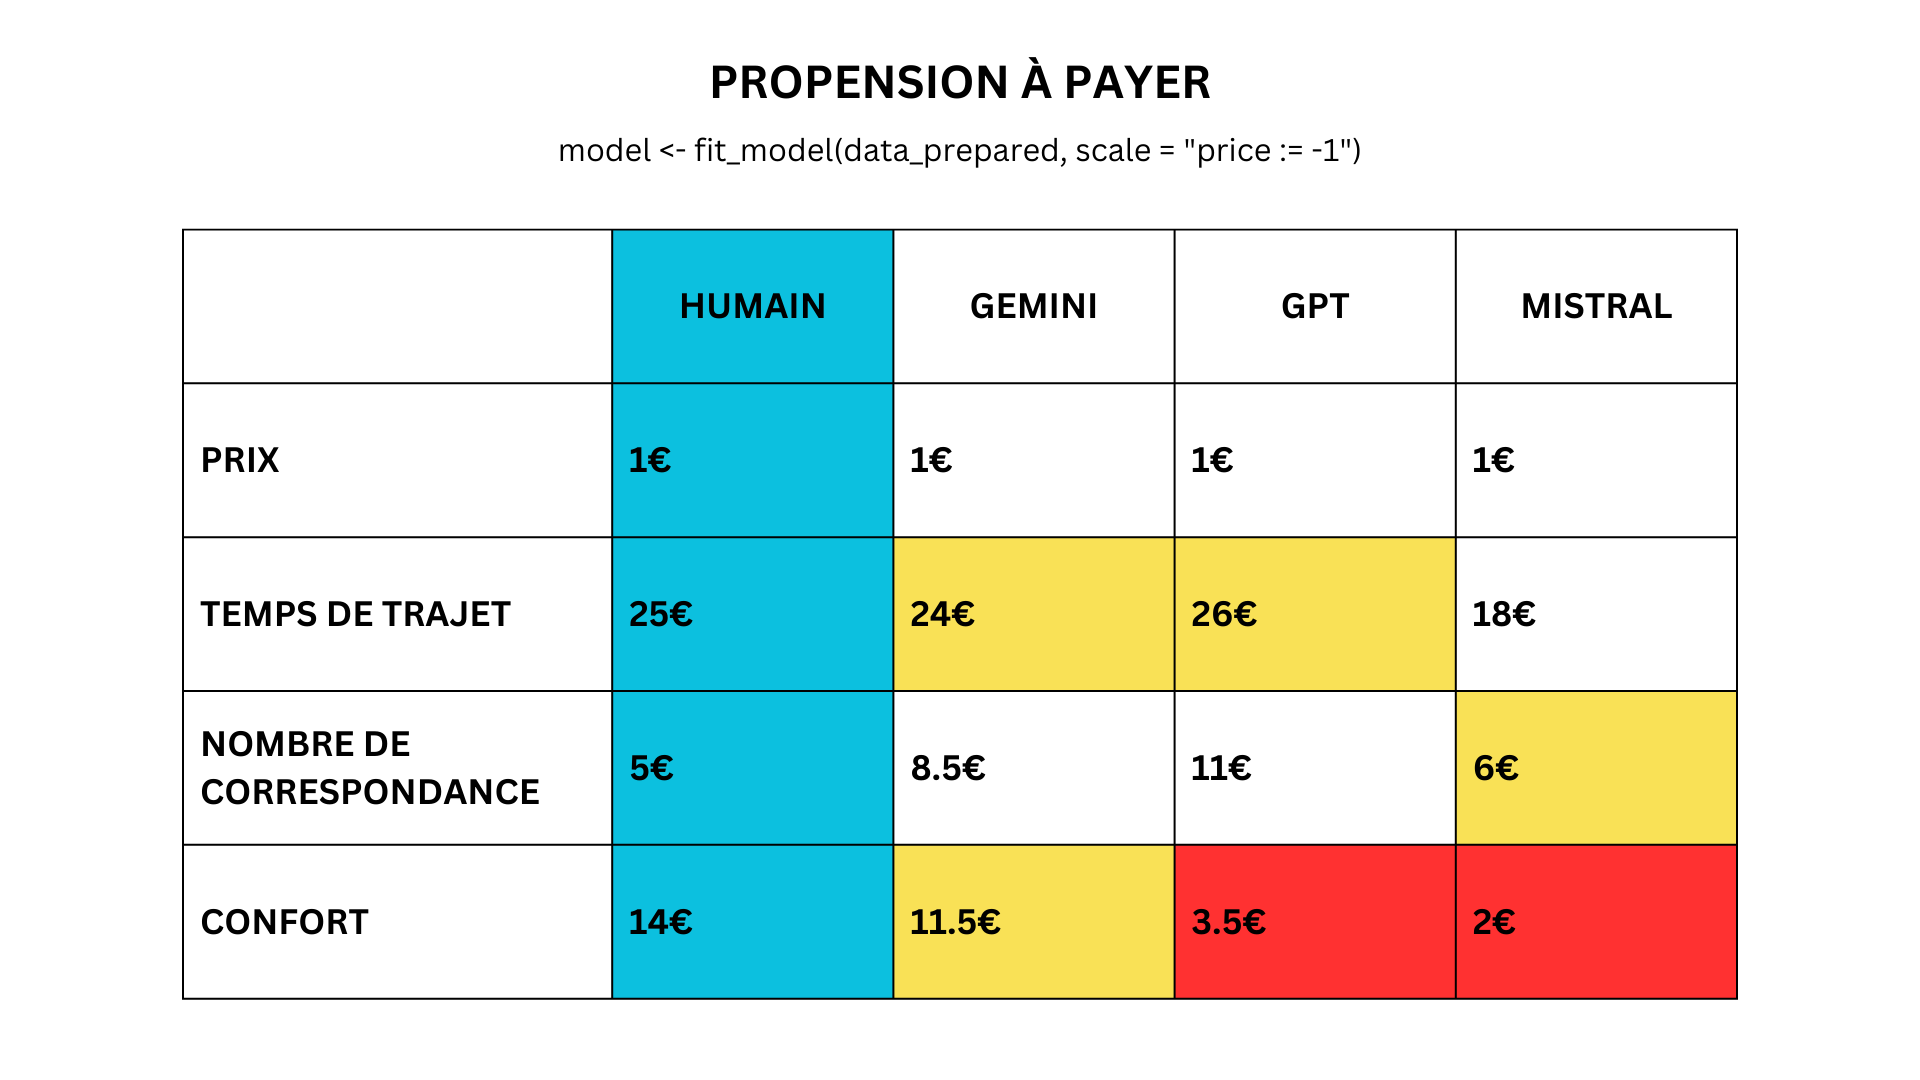 PROPENSION À PAYER
model <- fit_model(data_prepared, scale = "price := -1")
HUMAIN GEMINI GPT MISTRAL
PRIX 1€ 1€ 1€ 1€
TEMPS DE TRAJET 25€ 24€ 26€ 18€
NOMBRE DE
CORRESPONDANCE 5€ 8.5€ 11€ 6€
CONFORT 14€ 11.5€ 3.5€ 2€